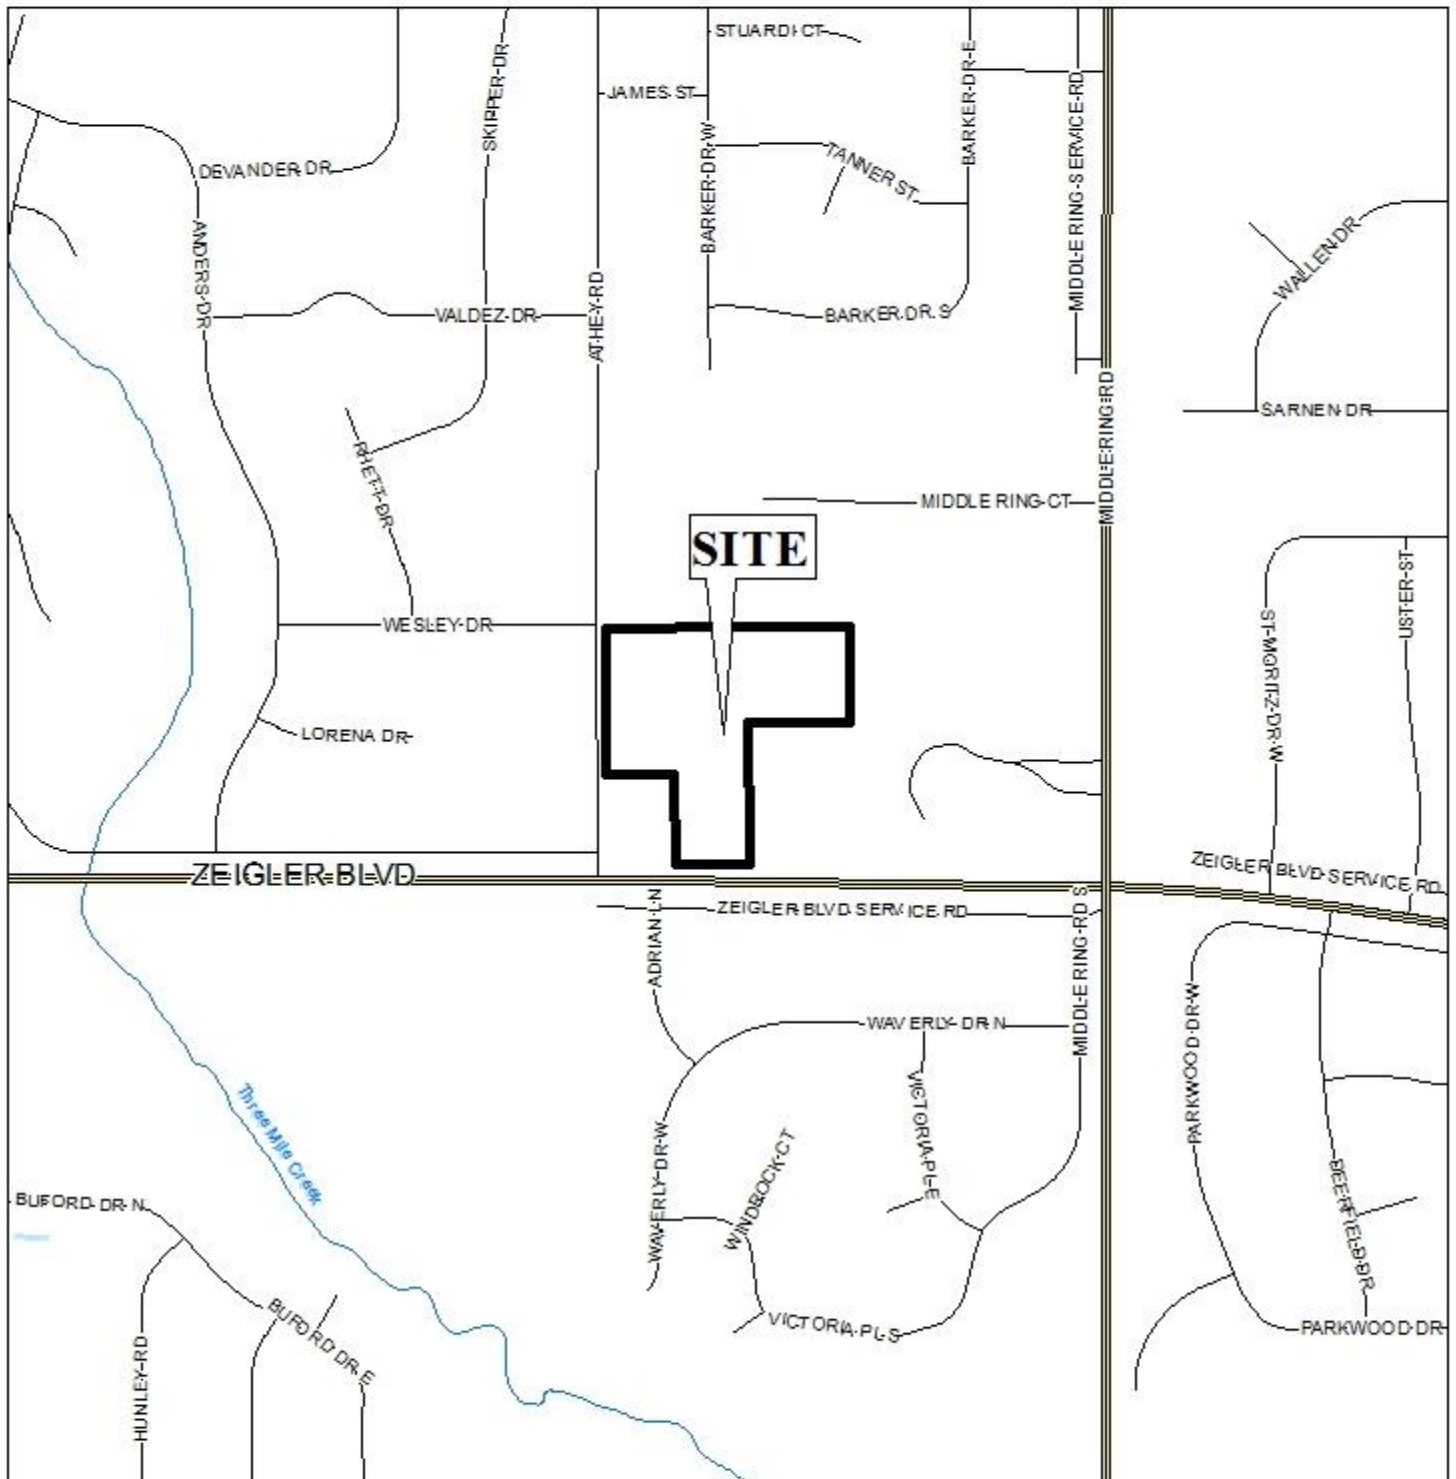 STUARDI CT
SKIPPER DR
BARKER DR E
JAMES ST
MIDDLE RING SERVICE RD
BARKER DR W
TANNER ST
DEVANDER DR
ANDERS DR
WALLEN DR
ATHEY RD
VALDEZ DR
BARKER DR S
MIDDLE RING RD
SARNEN DR
RHETT DR
MIDDLE RING CT
SITE
USTER ST
WESLEY DR
ST MORITZ DR W
LORENA DR
ZEIGLER BLVD
ZEIGLER BLVD SERVICE RD
ADRIAN LN
ZEIGLER BLVD SERVICE RD
MIDDLE RING RD S
WAVERLY DR N
PARKWOOD DR W
Three Mile Creek
VICTORIA PL E
WAVERLY DR W
WINDROCK CT
DEERFIELD DR
BUFORD DR N
BUFORD DR E
VICTORIA PL S
PARKWOOD DR
HUNLEY RD